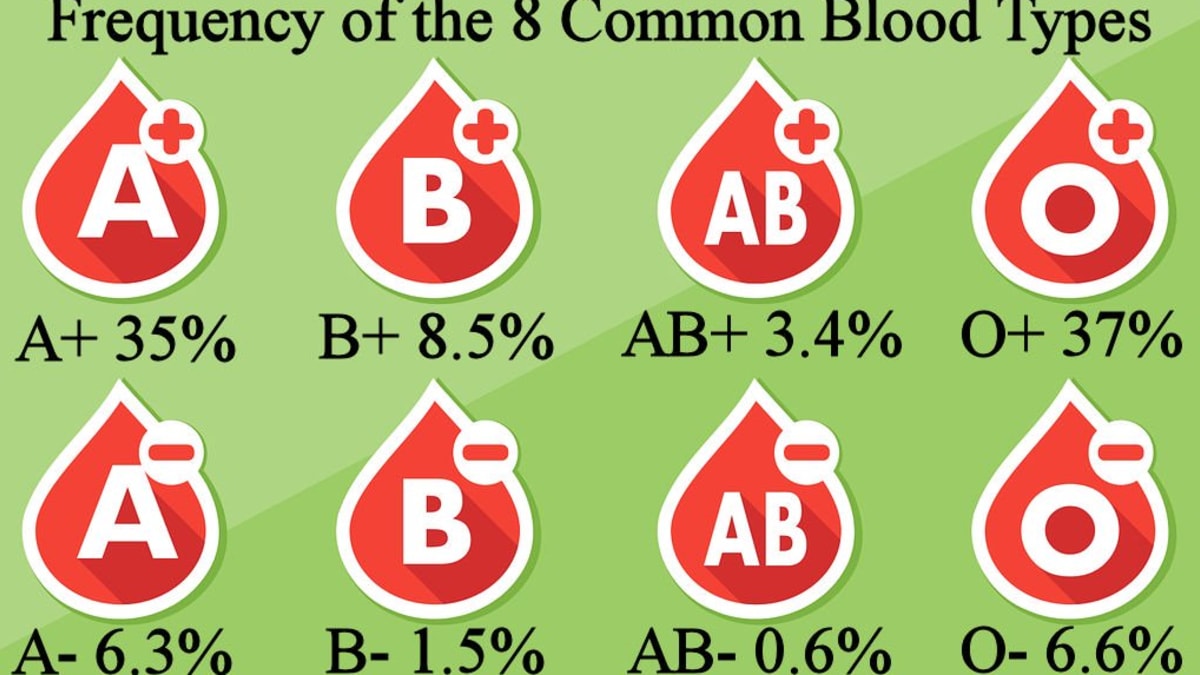 Frequency of the 8 Common Blood Types
A+ B+ AB+ O+
A+ 35% B+ 8.5% AB+ 3.4% O+ 37%
A- B- AB- O-
A- 6.3% B- 1.5% AB- 0.6% O- 6.6%